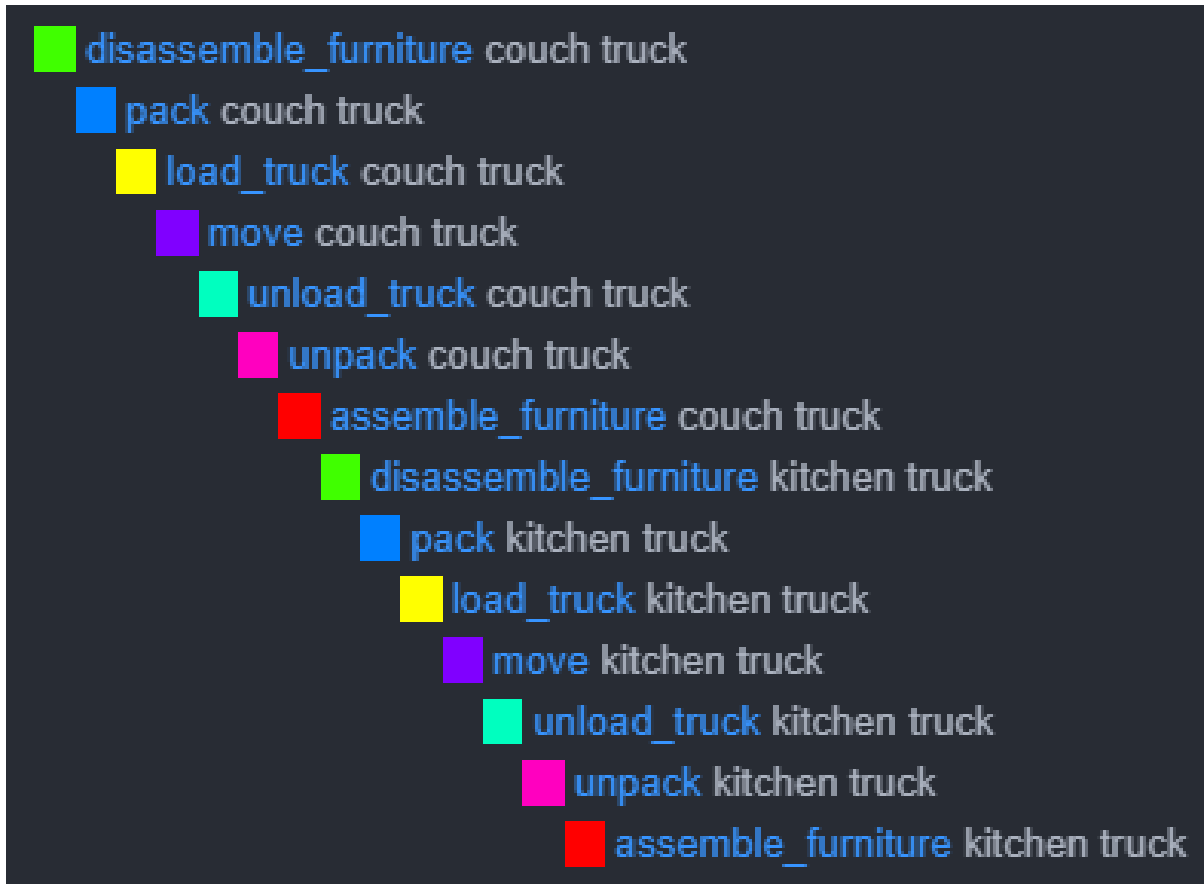 disassemble_furniture couch truck
pack couch truck
load_truck couch truck
move couch truck
unload_truck couch truck
unpack couch truck
assemble_furniture couch truck
disassemble_furniture kitchen truck
pack kitchen truck
load_truck kitchen truck
move kitchen truck
unload_truck kitchen truck
unpack kitchen truck
assemble_furniture kitchen truck